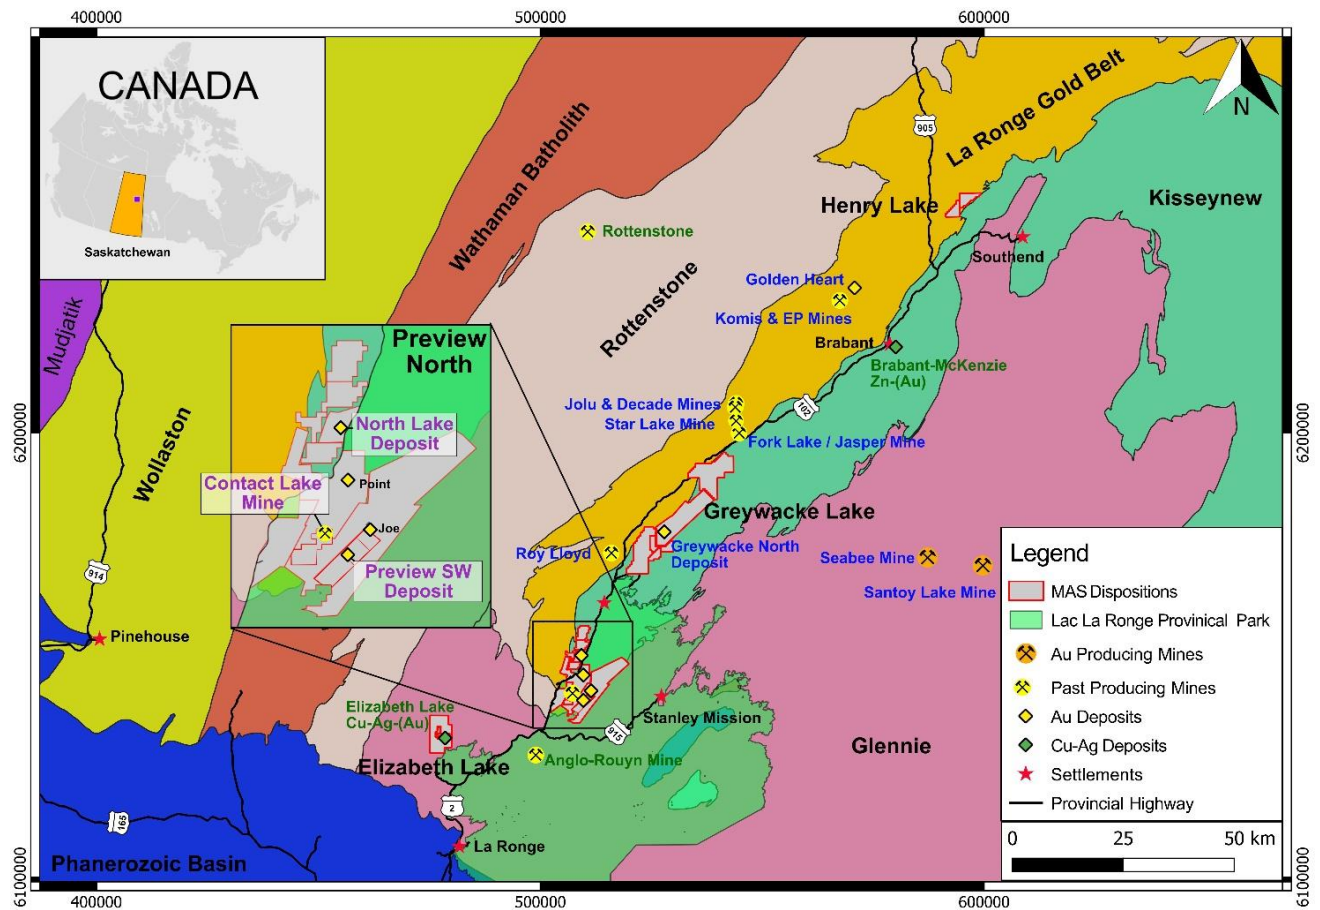 400000
500000
600000
CANADA
Saskatchewan
905
La Ronge Gold Belt
N
Wathaman Batholith
Kisseynew
Henry Lake
Rottenstone
Southend
Rottenstone
Golden Heart
Komis & EP Mines
Brabant
Brabant-McKenzie
Zn-(Au)
Mudjatik
Preview
North
Jolu & Decade Mines
Star Lake Mine
102
Fork Lake / Jasper Mine
6200000
6200000
Wollaston
North Lake
Deposit
Contact Lake
Mine
Point
Joe
Preview SW
Deposit
Greywacke Lake
Roy Lloyd
Greywacke North
Deposit
Seabee Mine
Santoy Lake Mine
914
Pinehouse
Elizabeth Lake
Cu-Ag-(Au)
Elizabeth Lake
Stanley Mission
915
Anglo-Rouyn Mine
Glennie
2
165
La Ronge
Phanerozoic Basin
Legend
MAS Dispositions
Lac La Ronge Provinicial Park
Au Producing Mines
Past Producing Mines
Au Deposits
Cu-Ag Deposits
Settlements
Provincial Highway
0 25 50 km
6100000
6100000
400000
500000
600000